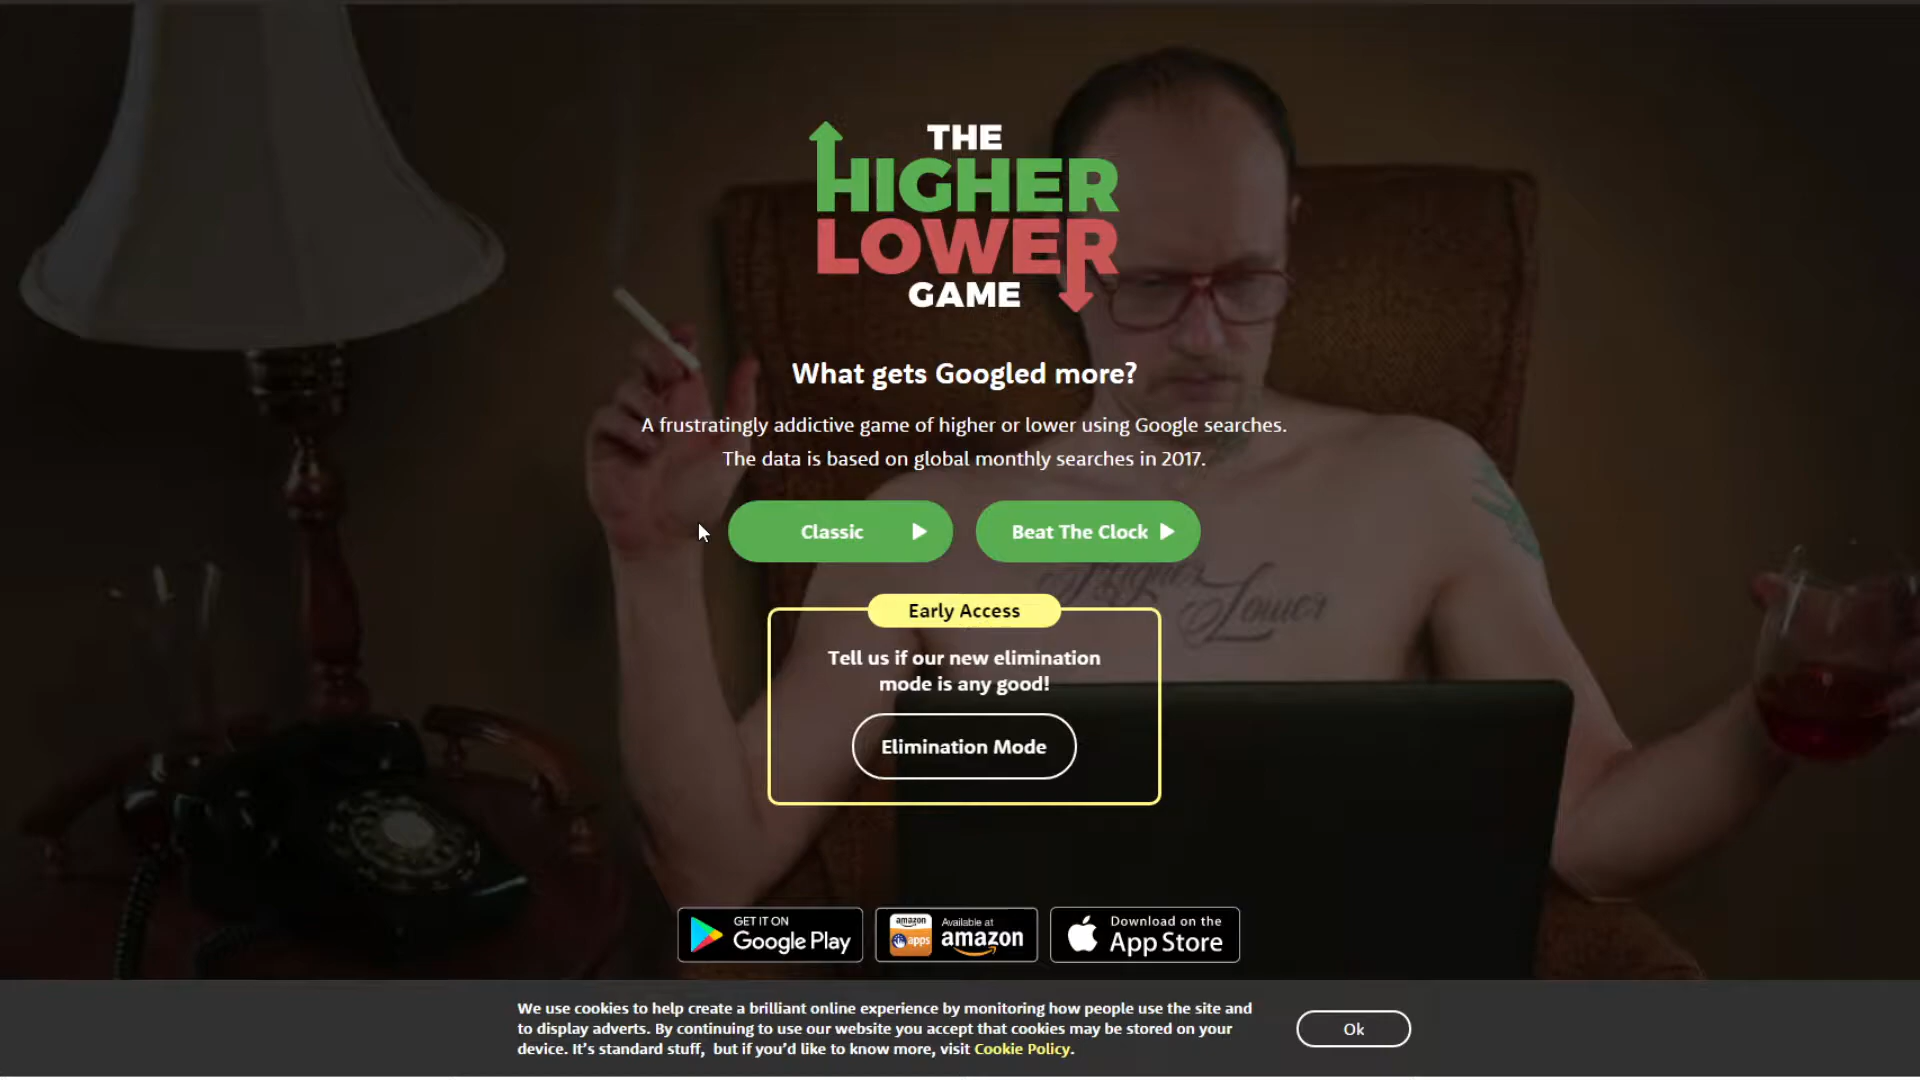 THE
HIGHER
LOWER
GAME
What gets Googled more?
A frustratingly addictive game of higher or lower using Google searches.
The data is based on global monthly searches in 2017.
Classic
Beat The Clock
Higher
Lower
Early Access
Tell us if our new elimination
mode is any good!
Elimination Mode
GET IT ON
Google Play
amazon
apps
Available at
amazon
Download on the
App Store
We use cookies to help create a brilliant online experience by monitoring how people use the site and
to display adverts. By continuing to use our website you accept that cookies may be stored on your
device. It's standard stuff, but if you'd like to know more, visit Cookie Policy.
Ok